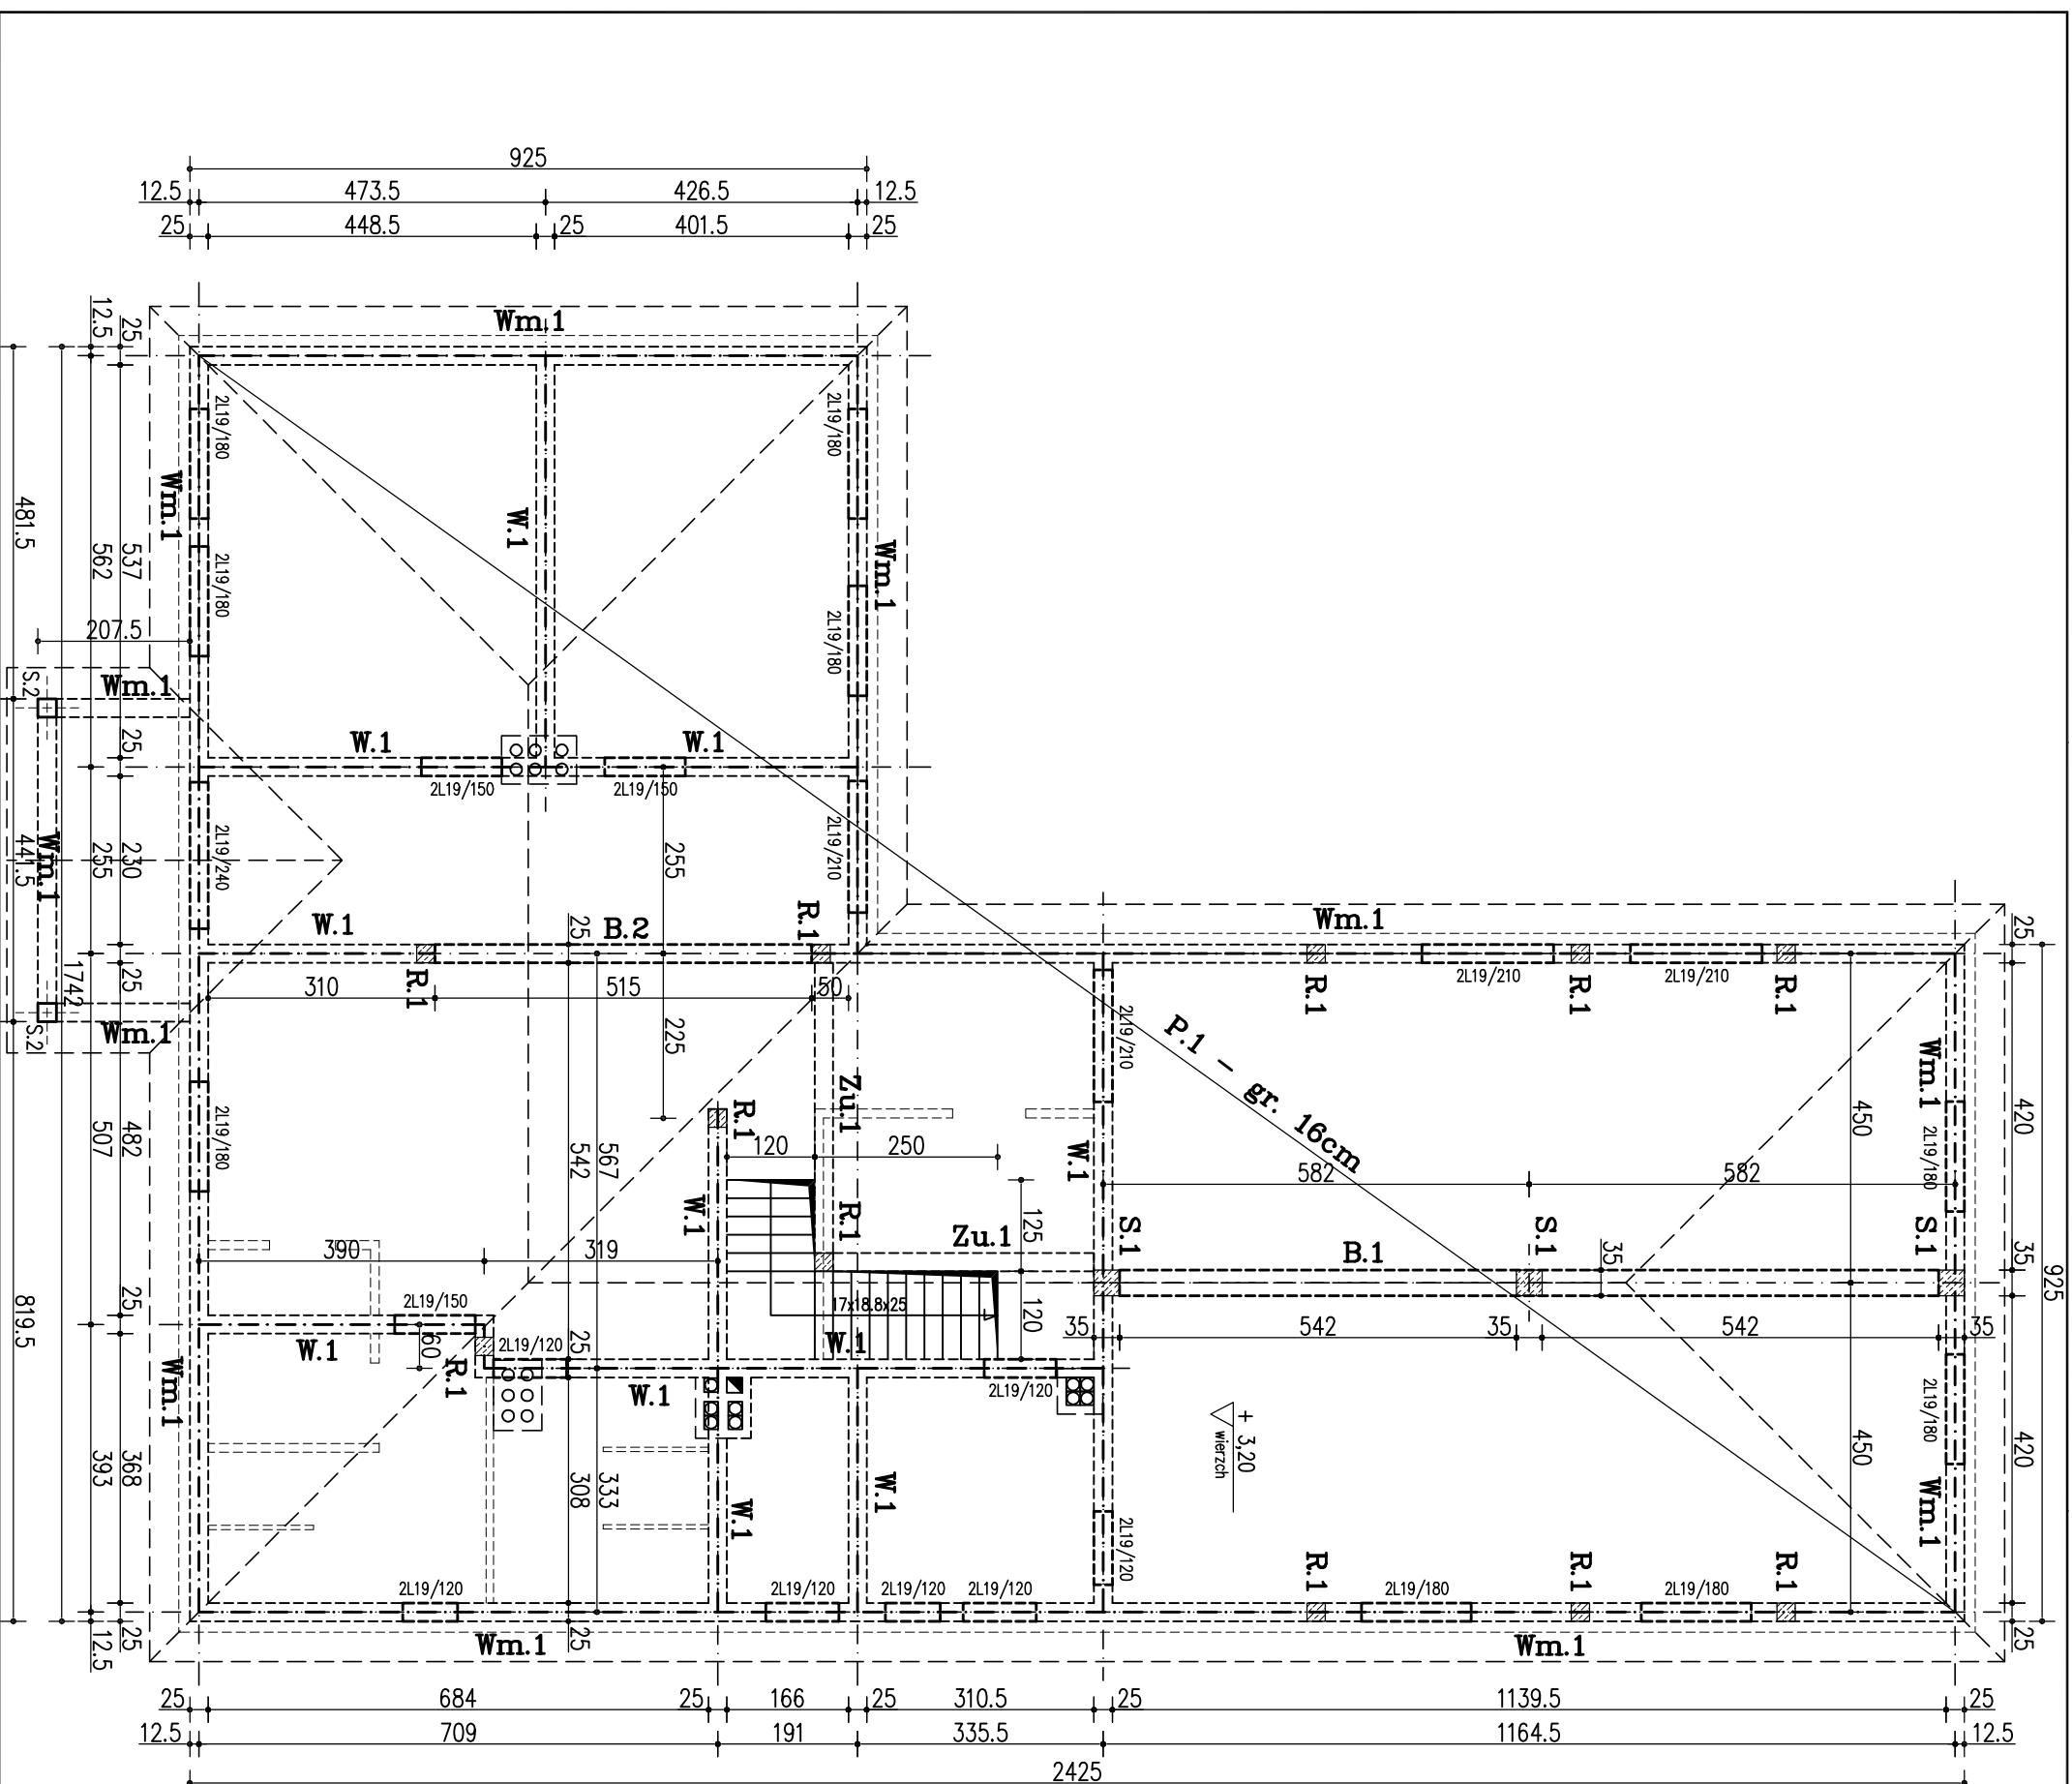 925
12.5
473.5
426.5
12.5
25
448.5
25
401.5
25
12.5
25
Wm.1
2L19/180
2L19/180
Wm.1
W.1
Wm.1
481.5
562
537
2L19/180
2L19/180
207.5
S.2
Wm.1
25
W.1
W.1
2L19/150
2L19/150
441.5
Wm.1
255
230
2L19/240
255
2L19/210
W.1
25
B.2
R.1
Wm.1
25
1742
25
R.1
310
515
50
2L19/210
2L19/210
R.1
R.1
R.1
S.2
Wm.1
225
2L19/210
P.1 - gr. 16cm
Wm.1
420
450
925
507
482
2L19/180
542
567
R.1
Zu.1
120
250
W.1
582
582
2L19/180
W.1
R.1
Zu.1
125
S.1
S.1
S.1
B.1
35
35
390
319
819.5
25
2L19/150
60
2L19/120
25
17x18.8x25
120
35
542
35
542
35
W.1
R.1
W.1
W.1
2L19/120
Wm.1
393
368
308
333
W.1
W.1
+ 3,20
wierzch
450
2L19/180
420
Wm.1
2L19/120
R.1
R.1
R.1
2L19/120
2L19/120
2L19/120
2L19/120
2L19/180
2L19/180
12.5
25
25
25
Wm.1
Wm.1
25
684
25
166
25
310.5
25
1139.5
25
12.5
709
191
335.5
1164.5
12.5
2425